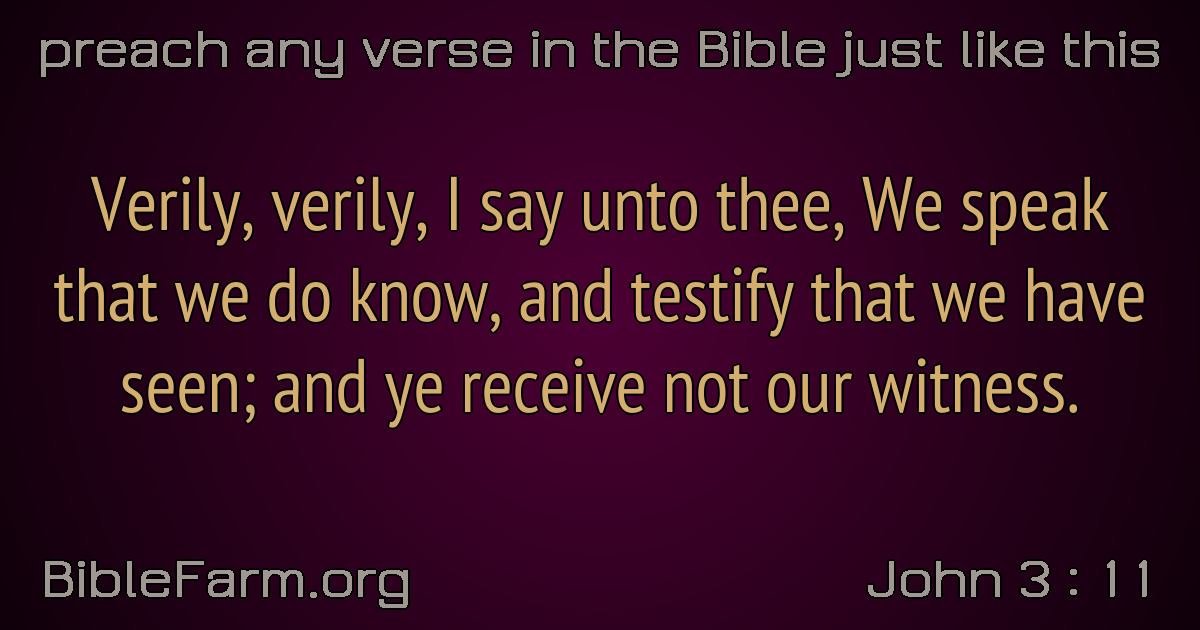 preach any verse in the Bible just like this
Verily, verily, I say unto thee, We speak
that we do know, and testify that we have
seen; and ye receive not our witness.
BibleFarm.org
John 3 : 11